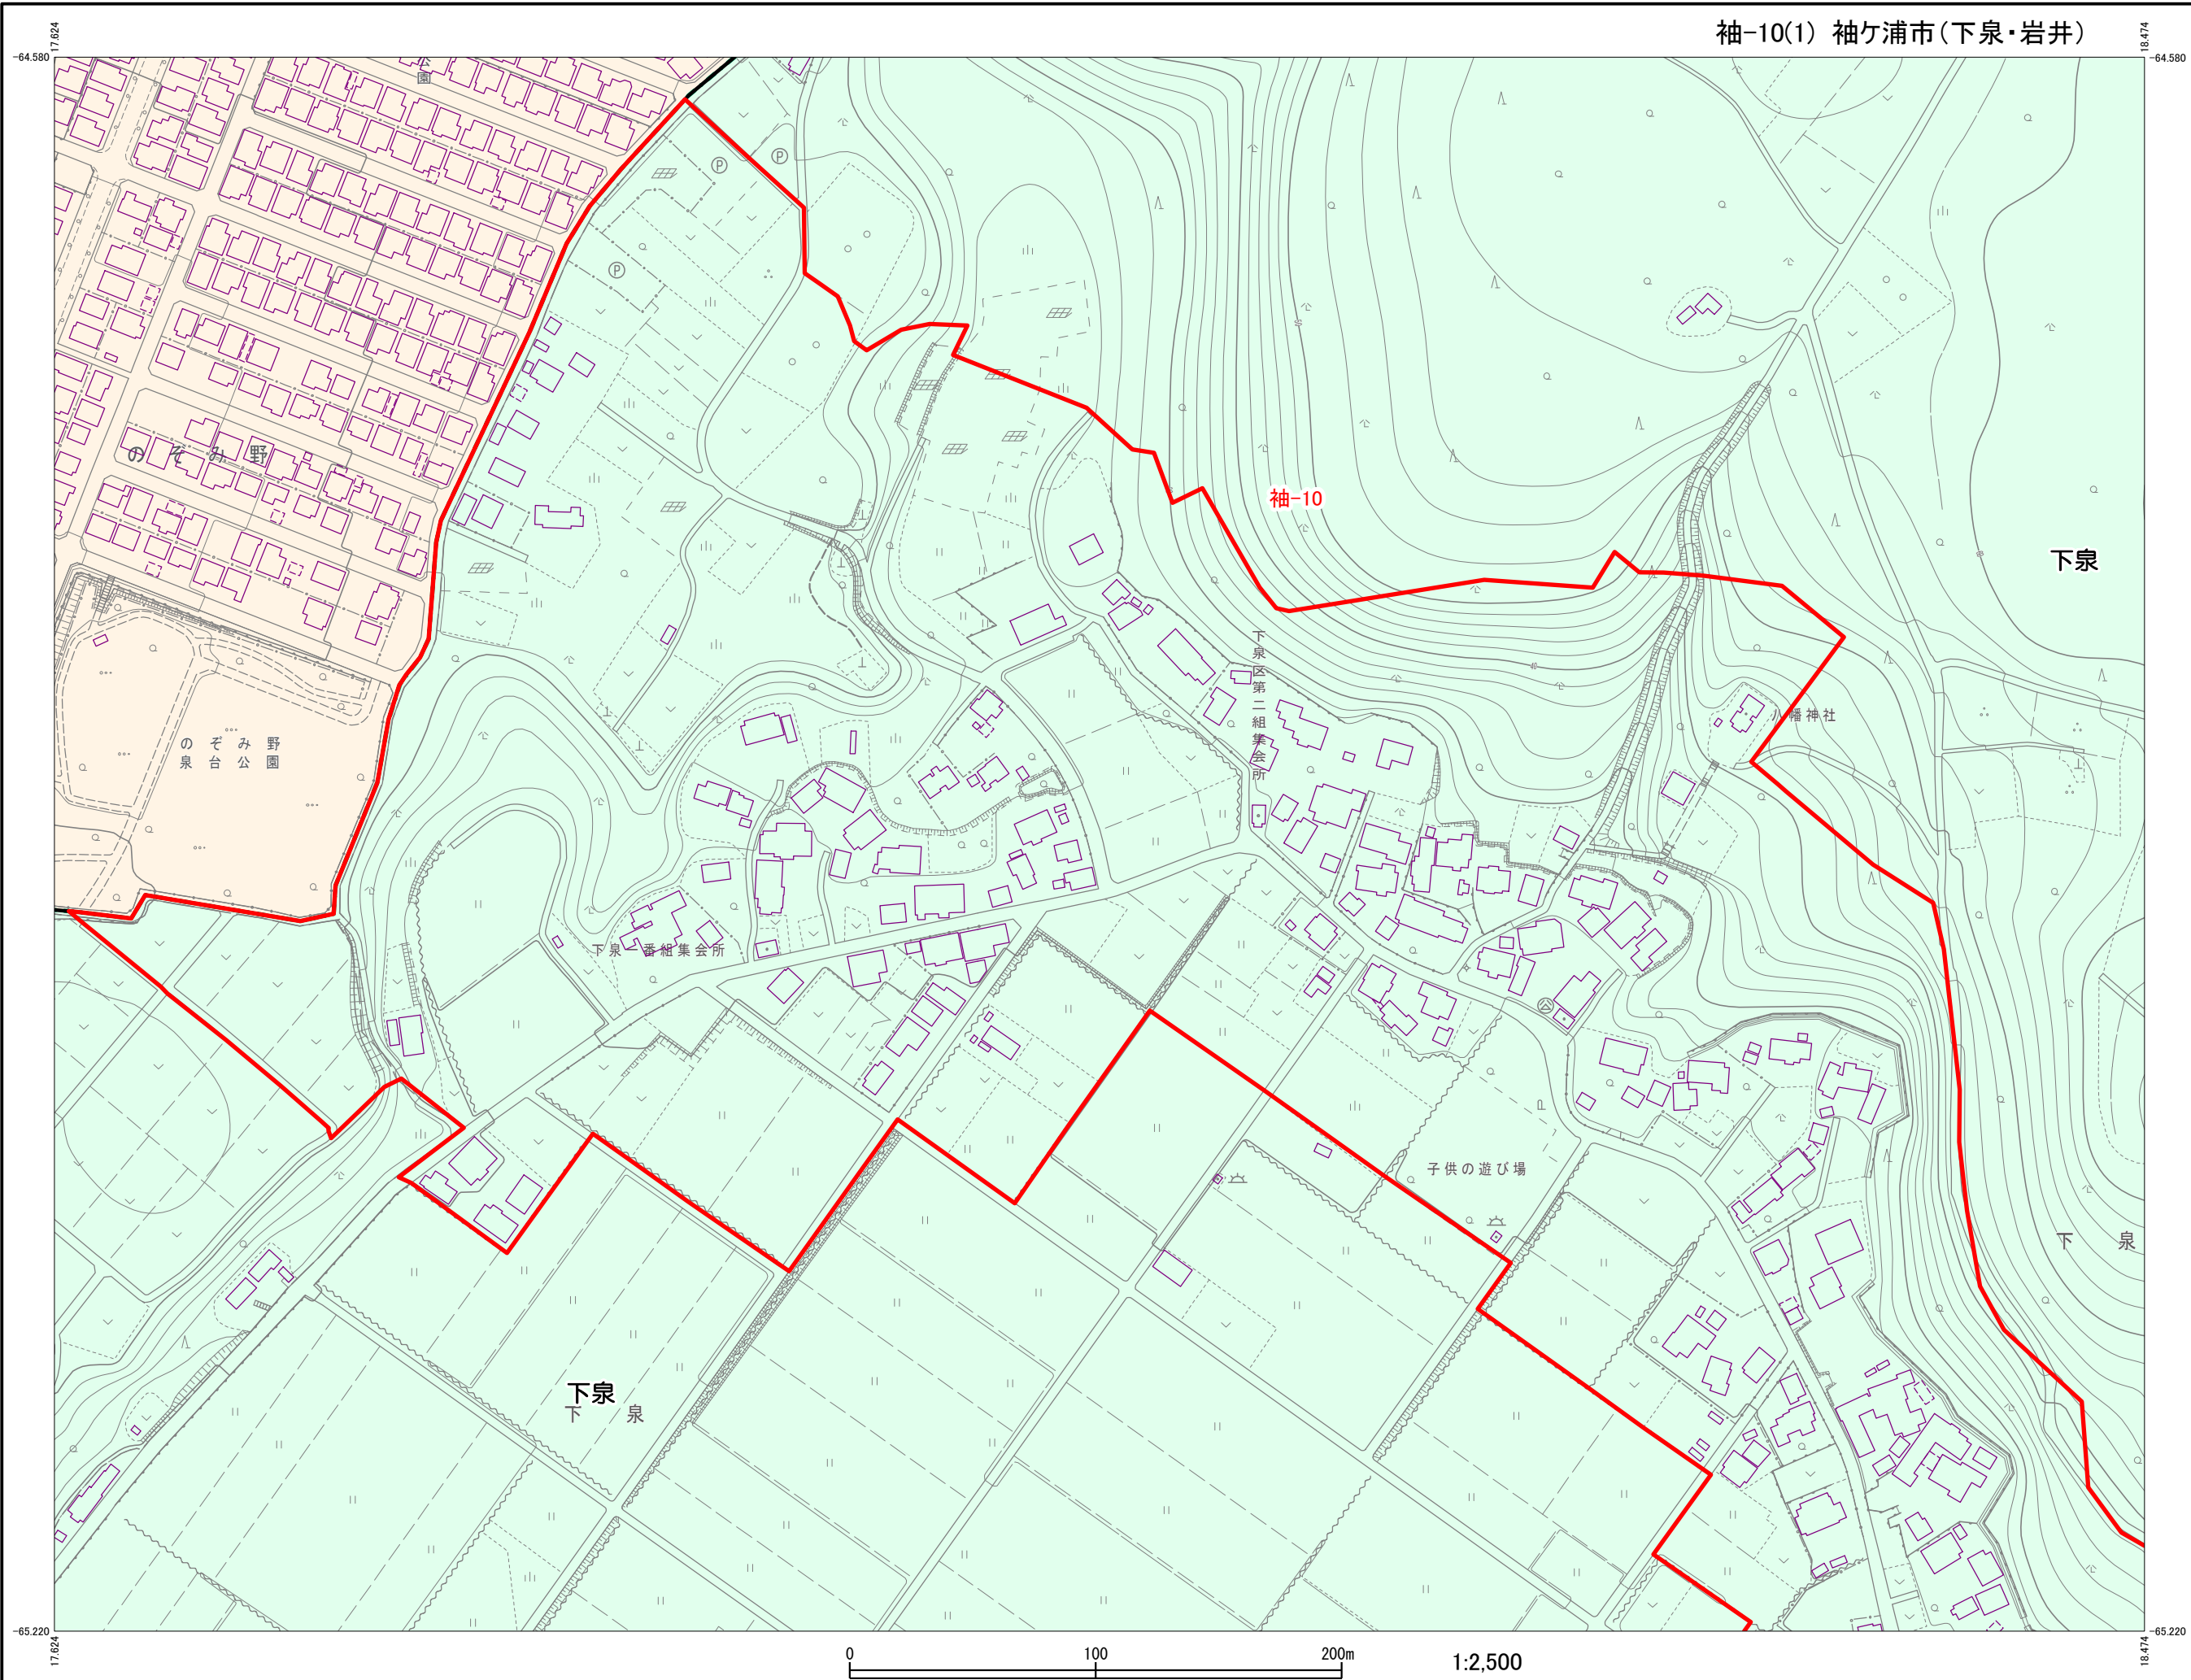 袖-10(1) 袖ケ浦市(下泉・岩井)
17.624
18.474
-64.580
-64.580
公園
P
P
P
のぞみ野
袖-10
下泉
下泉区第二組集会所
八幡神社
のぞみ野
泉台公園
下泉一番組集会所
子供の遊び場
下泉
下泉
下泉
-65.220
-65.220
17.624
18.474
0 100 200m
1:2,500